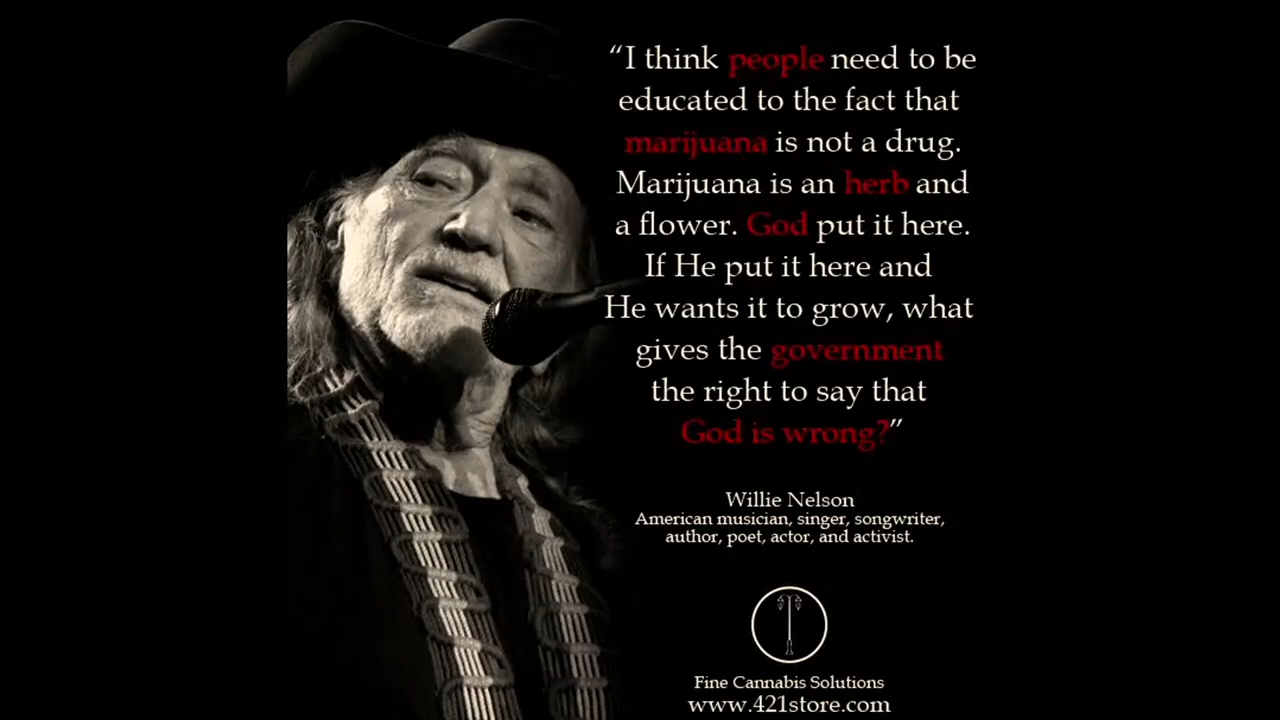 “I think people need to be
educated to the fact that
marijuana is not a drug.
Marijuana is an herb and
a flower. God put it here.
If He put it here and
He wants it to grow, what
gives the government
the right to say that
God is wrong?”
Willie Nelson
American musician, singer, songwriter,
author, poet, actor, and activist.
Fine Cannabis Solutions
www.421store.com